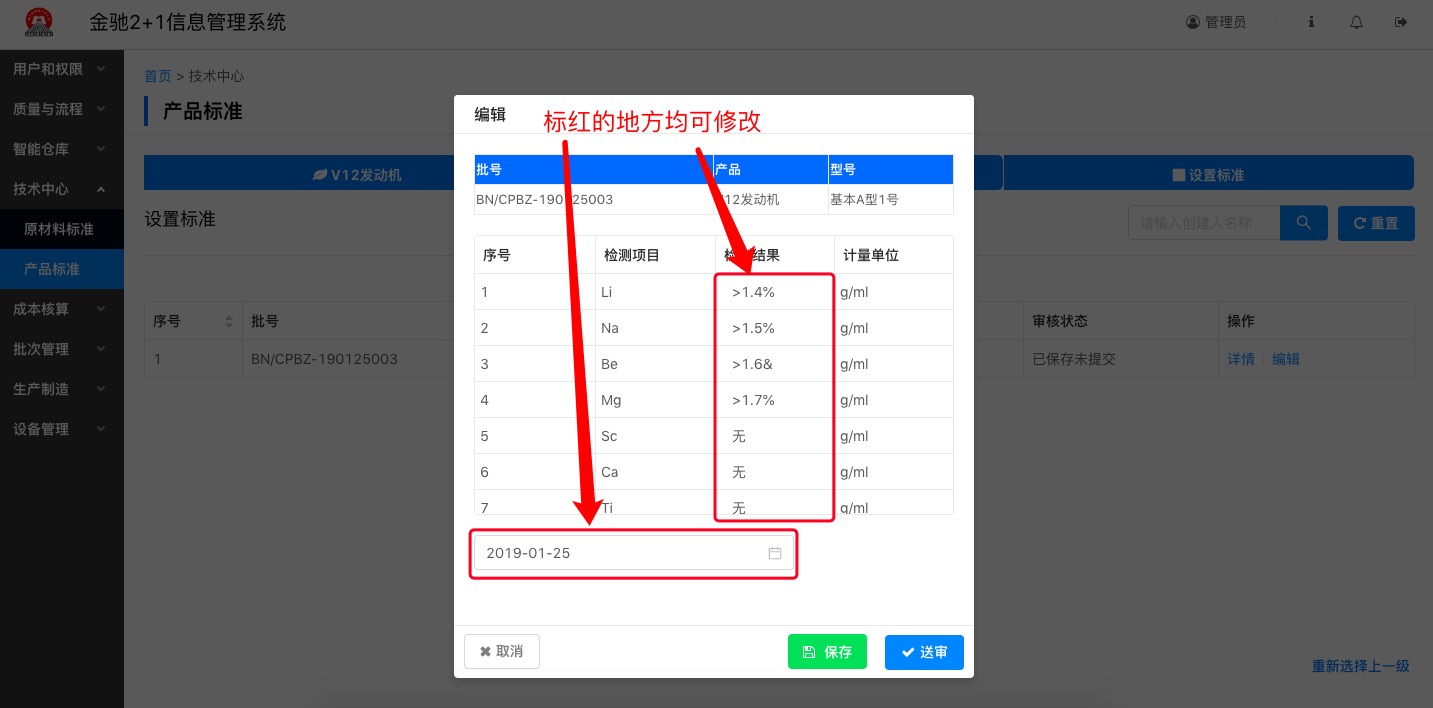 金驰2+1信息管理系统
管理员
用户和权限
质量与流程
智能仓库
技术中心
原材料标准
产品标准
成本核算
批次管理
生产制造
设备管理
首页 > 技术中心
产品标准
V12发动机
设置标准
设置标准
请输入创建人名称
重置
序号 批号 审核状态 操作
1 BN/CPBZ-190125003 已保存未提交 详情 编辑
重新选择上一级
编辑
标红的地方均可修改
批号 产品 型号
BN/CPBZ-190125003 12发动机 基本A型1号
序号 检测项目 结果 计量单位
1 Li >1.4% g/ml
2 Na >1.5% g/ml
3 Be >1.6& g/ml
4 Mg >1.7% g/ml
5 Sc 无 g/ml
6 Ca 无 g/ml
7 Ti 无 g/ml
2019-01-25
取消 保存 送审